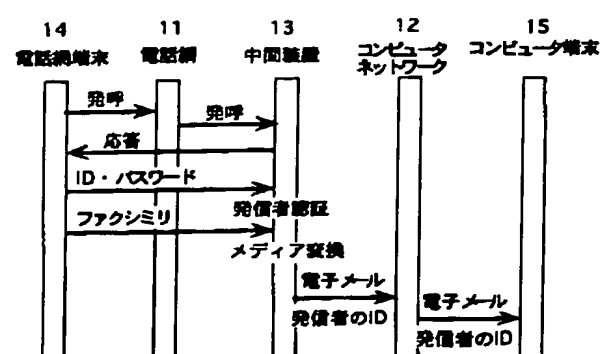 14 11 13 12 15
電話網端末 電話網 中間装置 コンピュータ コンピュータ端末
ネットワーク
発呼
発呼
応答
ID・パスワード
発信者認証
ファクシミリ
メディア変換
電子メール
電子メール
発信者のID
発信者のID